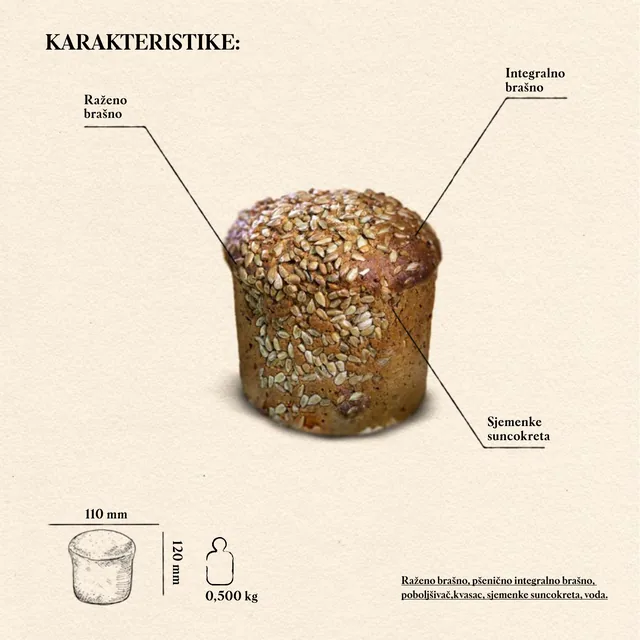 KARAKTERISTIKE:
Integralno
brašno
Raženo
brašno
Sjemenke
suncokreta
110 mm
120 mm
0,500 kg
Raženo brašno, pšenično integralno brašno,
poboljšivač,kvasac, sjemenke suncokreta, voda.